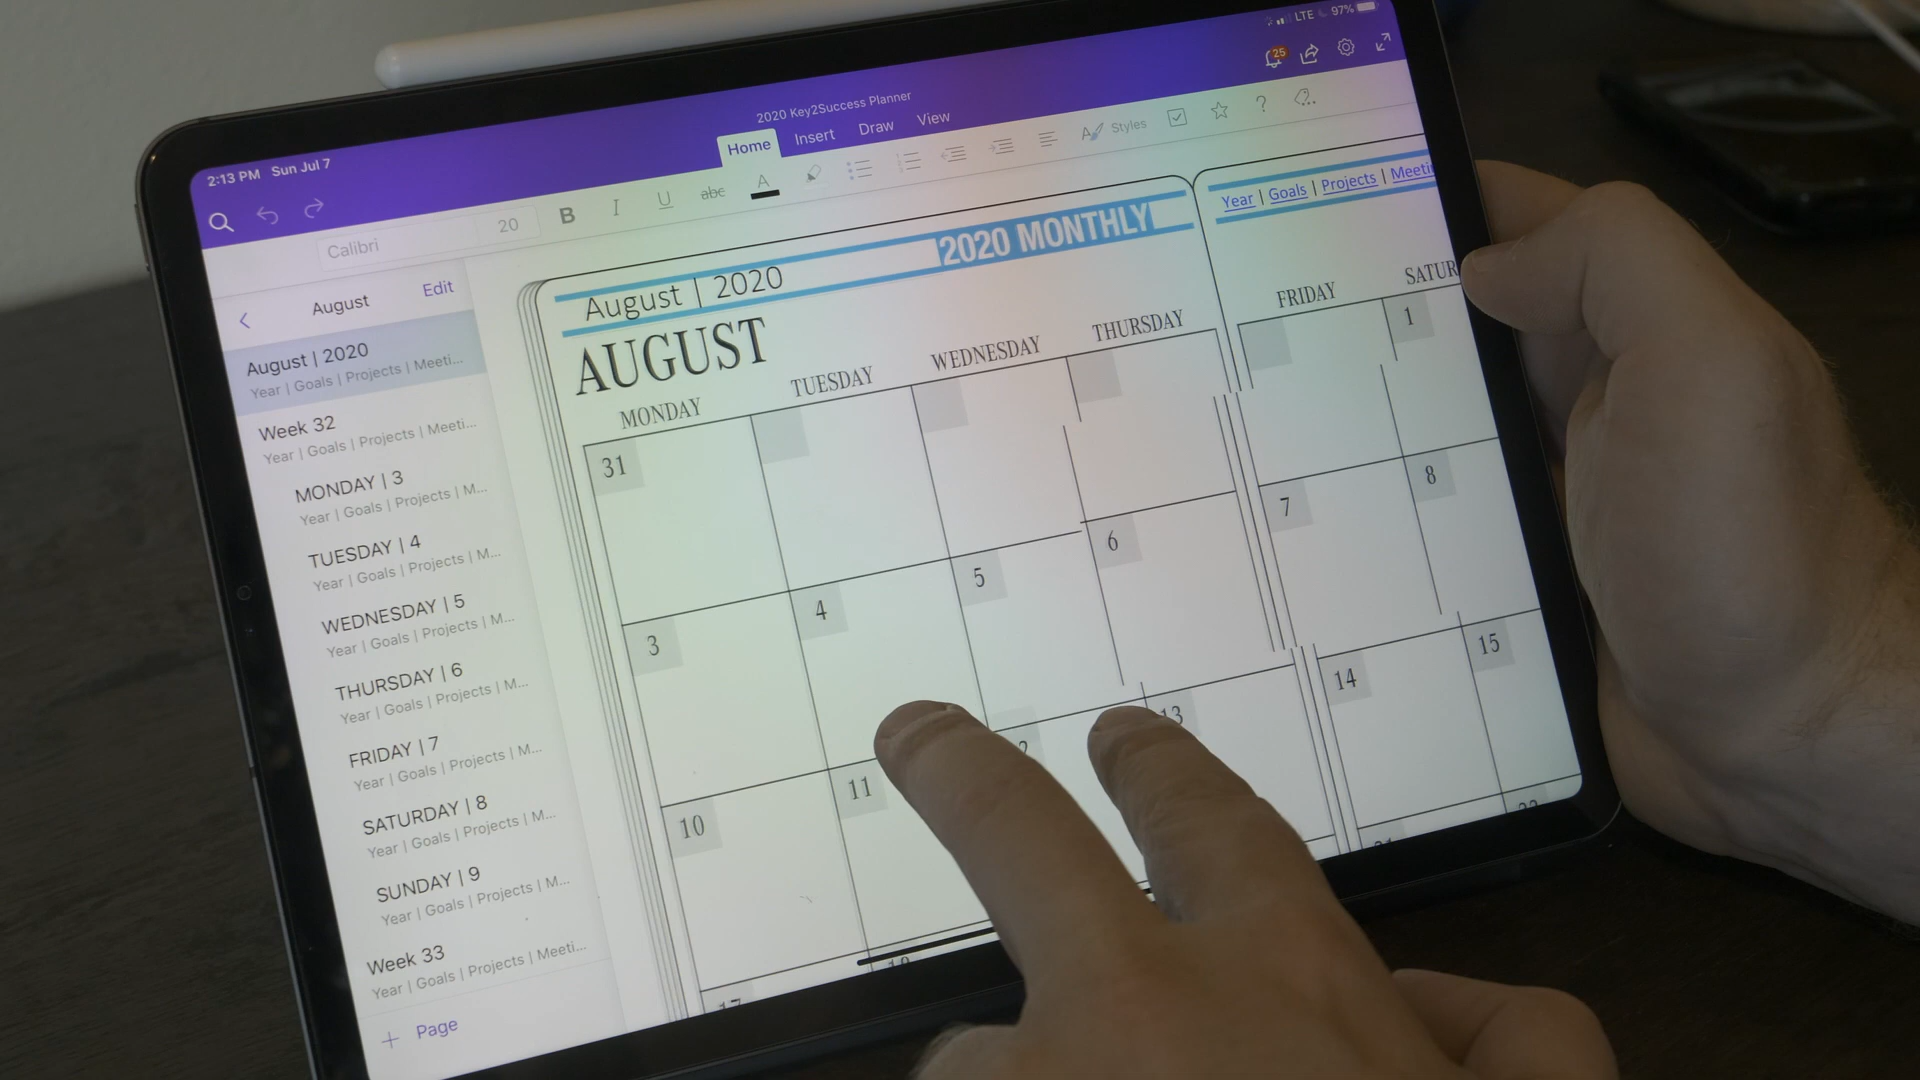 2:13 PM Sun Jul 7
LTE 97%
2020 Key2Success Planner
25
Home Insert Draw View
Calibri 20 B I U abc A Styles ?
August Edit
August | 2020
Year | Goals | Projects | Meeti...
Week 32
Year | Goals | Projects | Meeti...
MONDAY | 3
Year | Goals | Projects | M...
TUESDAY | 4
Year | Goals | Projects | M...
WEDNESDAY | 5
Year | Goals | Projects | M...
THURSDAY | 6
Year | Goals | Projects | M...
FRIDAY | 7
Year | Goals | Projects | M...
SATURDAY | 8
Year | Goals | Projects | M...
SUNDAY | 9
Year | Goals | Projects | M...
Week 33
Year | Goals | Projects | Meeti...
+ Page
August | 2020 2020 MONTHLY
Year | Goals | Projects | Meetin
AUGUST
MONDAY TUESDAY WEDNESDAY THURSDAY FRIDAY SATUR
31 1
3 4 5 6 7 8
10 11 2 13 14 15
17